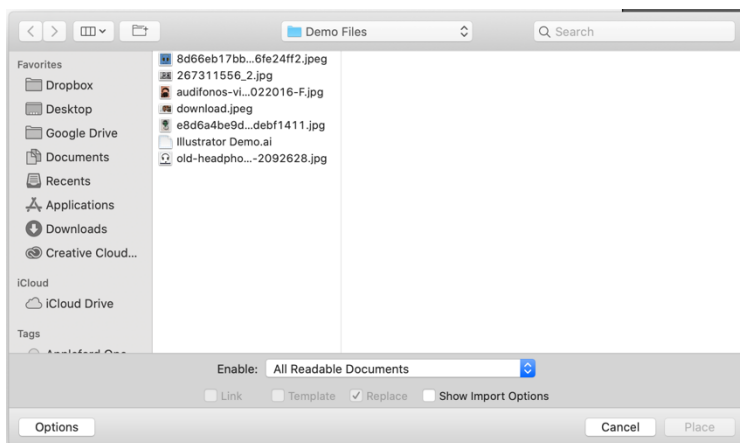 Demo Files
Search
Favorites
Dropbox
Desktop
Google Drive
Documents
Recents
Applications
Downloads
Creative Cloud...
iCloud
iCloud Drive
Tags
8d66eb17bb...6fe24ff2.jpeg
267311556_2.jpg
audifonos-vi...022016-F.jpg
download.jpeg
e8d6a4be9d...debf1411.jpg
Illustrator Demo.ai
old-headpho...-2092628.jpg
Enable: All Readable Documents
Link Template Replace Show Import Options
Options Cancel Place